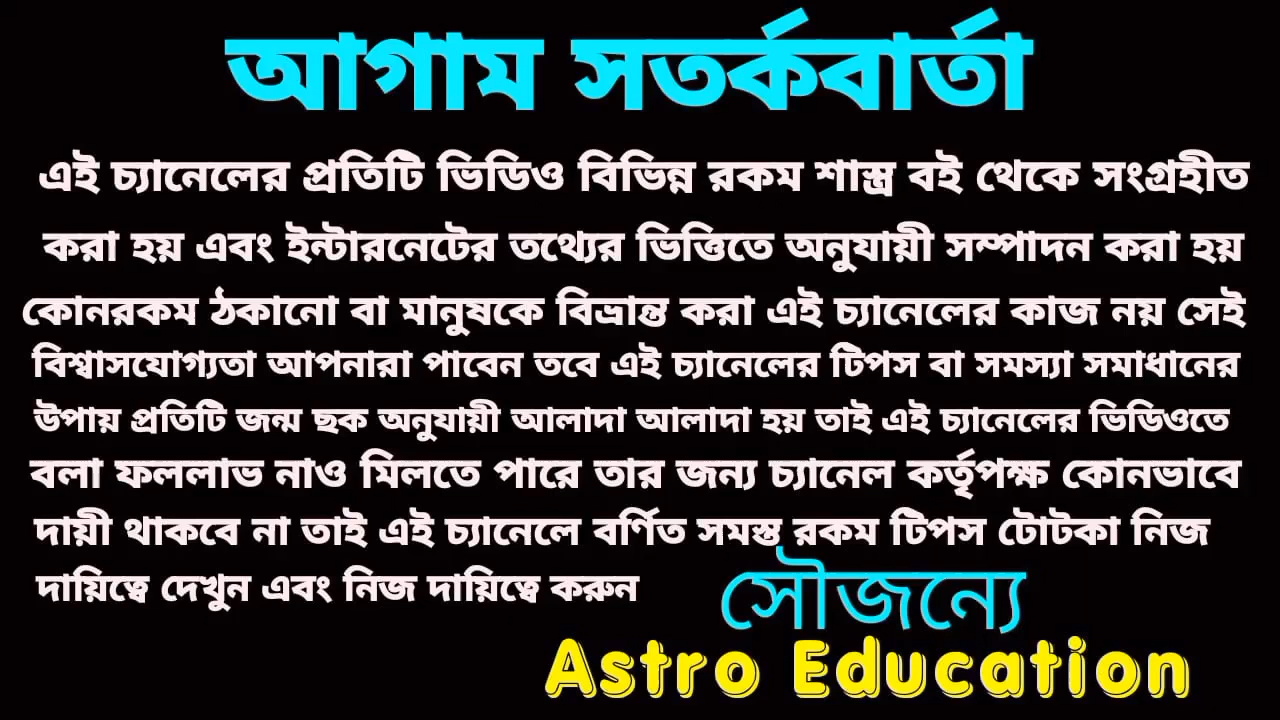 আগাম সতর্কবার্তা
এই চ্যানেলের প্রতিটি ভিডিও বিভিন্ন রকম শাস্ত্র বই থেকে সংগ্রহীত
করা হয় এবং ইন্টারনেটের তথ্যের ভিত্তিতে অনুযায়ী সম্পাদন করা হয়
কোনরকম ঠকানো বা মানুষকে বিভ্রান্ত করা এই চ্যানেলের কাজ নয় সেই
বিশ্বাসযোগ্যতা আপনারা পাবেন তবে এই চ্যানেলের টিপস বা সমস্যা সমাধানের
উপায় প্রতিটি জন্ম ছক অনুযায়ী আলাদা আলাদা হয় তাই এই চ্যানেলের ভিডিওতে
বলা ফললাভ নাও মিলতে পারে তার জন্য চ্যানেল কর্তৃপক্ষ কোনভাবে
দায়ী থাকবে না তাই এই চ্যানেলে বর্ণিত সমস্ত রকম টিপস টোটকা নিজ
দায়িত্বে দেখুন এবং নিজ দায়িত্বে করুন
সৌজন্যে
Astro Education